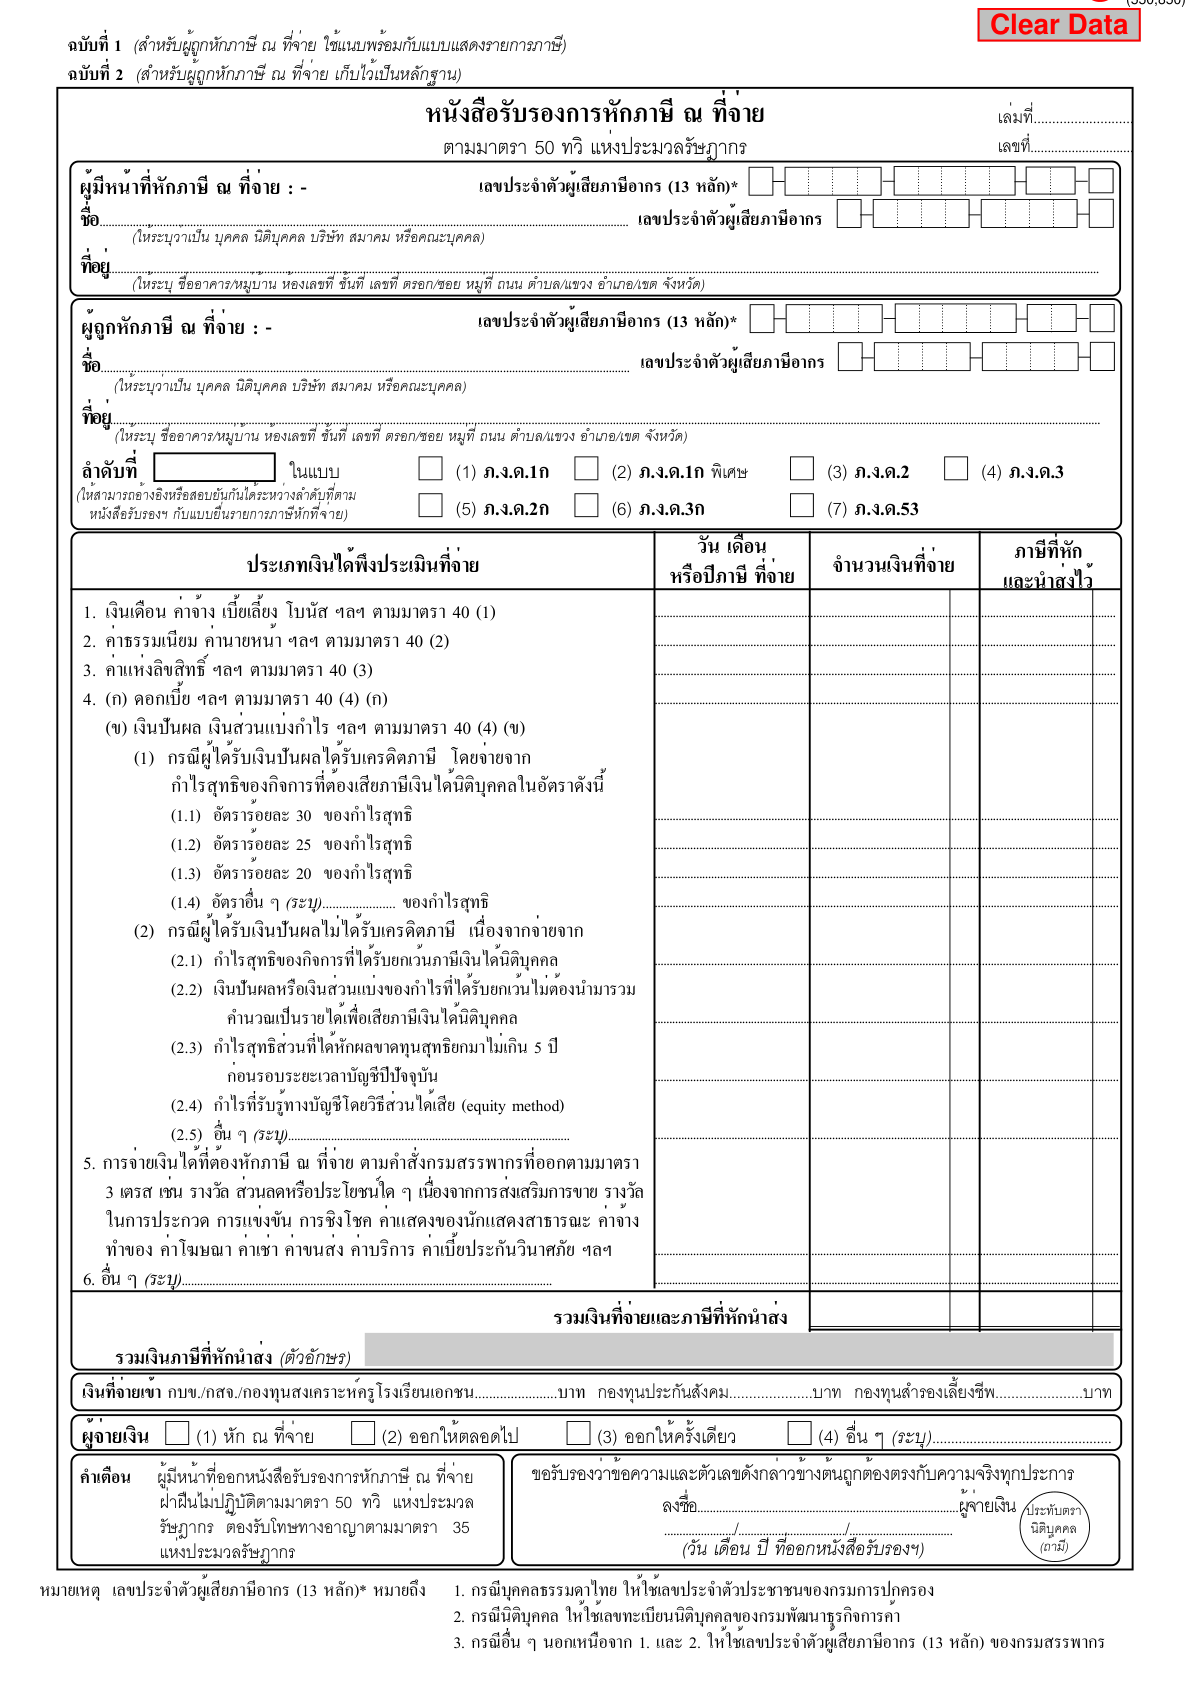 Clear Data
ฉบับที่ 1 (สำหรับผู้ถูกหักภาษี ณ ที่จ่าย ใช้แนบพร้อมกับแบบแสดงรายการภาษี)
ฉบับที่ 2 (สำหรับผู้ถูกหักภาษี ณ ที่จ่าย เก็บไว้เป็นหลักฐาน)
หนังสือรับรองการหักภาษี ณ ที่จ่าย
เล่มที่..........................
ตามมาตรา 50 ทวิ แห่งประมวลรัษฎากร
เลขที่..........................
ผู้มีหน้าที่หักภาษี ณ ที่จ่าย : - เลขประจำตัวผู้เสียภาษีอากร (13 หลัก)*
ชื่อ.......................... เลขประจำตัวผู้เสียภาษีอากร
(ให้ระบุว่าเป็น บุคคล นิติบุคคล บริษัท สมาคม หรือคณะบุคคล)
ที่อยู่..........................
(ให้ระบุ ชื่ออาคาร/หมู่บ้าน ห้องเลขที่ ชั้นที่ เลขที่ ตรอก/ซอย หมู่ที่ ถนน ตำบล/แขวง อำเภอ/เขต จังหวัด)
ผู้ถูกหักภาษี ณ ที่จ่าย : - เลขประจำตัวผู้เสียภาษีอากร (13 หลัก)*
ชื่อ.......................... เลขประจำตัวผู้เสียภาษีอากร
(ให้ระบุว่าเป็น บุคคล นิติบุคคล บริษัท สมาคม หรือคณะบุคคล)
ที่อยู่..........................
(ให้ระบุ ชื่ออาคาร/หมู่บ้าน ห้องเลขที่ ชั้นที่ เลขที่ ตรอก/ซอย หมู่ที่ ถนน ตำบล/แขวง อำเภอ/เขต จังหวัด)
ลำดับที่ ในแบบ (1) ภ.ง.ด.1ก (2) ภ.ง.ด.1ก พิเศษ (3) ภ.ง.ด.2 (4) ภ.ง.ด.3
(ให้สามารถอ้างอิงหรือสอบยันกันได้ระหว่างลำดับที่ตาม
หนังสือรับรองฯ กับแบบยื่นรายการภาษีหักที่จ่าย) (5) ภ.ง.ด.2ก (6) ภ.ง.ด.3ก (7) ภ.ง.ด.53
ประเภทเงินได้พึงประเมินที่จ่าย
วัน เดือน
หรือปีภาษี ที่จ่าย
จำนวนเงินที่จ่าย
ภาษีที่หัก
และนำส่งไว้
1. เงินเดือน ค่าจ้าง เบี้ยเลี้ยง โบนัส ฯลฯ ตามมาตรา 40 (1)
2. ค่าธรรมเนียม ค่านายหน้า ฯลฯ ตามมาตรา 40 (2)
3. ค่าแห่งลิขสิทธิ์ ฯลฯ ตามมาตรา 40 (3)
4. (ก) ดอกเบี้ย ฯลฯ ตามมาตรา 40 (4) (ก)
(ข) เงินปันผล เงินส่วนแบ่งกำไร ฯลฯ ตามมาตรา 40 (4) (ข)
(1) กรณีผู้ได้รับเงินปันผลได้รับเครดิตภาษี โดยจ่ายจาก
กำไรสุทธิของกิจการที่ต้องเสียภาษีเงินได้นิติบุคคลในอัตราดังนี้
(1.1) อัตราร้อยละ 30 ของกำไรสุทธิ
(1.2) อัตราร้อยละ 25 ของกำไรสุทธิ
(1.3) อัตราร้อยละ 20 ของกำไรสุทธิ
(1.4) อัตราอื่น ๆ (ระบุ)...................... ของกำไรสุทธิ
(2) กรณีผู้ได้รับเงินปันผลไม่ได้รับเครดิตภาษี เนื่องจากจ่ายจาก
(2.1) กำไรสุทธิของกิจการที่ได้รับยกเว้นภาษีเงินได้นิติบุคคล
(2.2) เงินปันผลหรือเงินส่วนแบ่งของกำไรที่ได้รับยกเว้นไม่ต้องนำมารวม
คำนวณเป็นรายได้เพื่อเสียภาษีเงินได้นิติบุคคล
(2.3) กำไรสุทธิส่วนที่ได้หักผลขาดทุนสุทธิยกมาไม่เกิน 5 ปี
ก่อนรอบระยะเวลาบัญชีปีปัจจุบัน
(2.4) กำไรที่รับรู้ทางบัญชีโดยวิธีส่วนได้เสีย (equity method)
(2.5) อื่น ๆ (ระบุ)..........................
5. การจ่ายเงินได้ที่ต้องหักภาษี ณ ที่จ่าย ตามคำสั่งกรมสรรพากรที่ออกตามมาตรา
3 เตรส เช่น รางวัล ส่วนลดหรือประโยชน์ใด ๆ เนื่องจากการส่งเสริมการขาย รางวัล
ในการประกวด การแข่งขัน การชิงโชค ค่าแสดงของนักแสดงสาธารณะ ค่าจ้าง
ทำของ ค่าโฆษณา ค่าเช่า ค่าขนส่ง ค่าบริการ ค่าเบี้ยประกันวินาศภัย ฯลฯ
6. อื่น ๆ (ระบุ)..........................
รวมเงินที่จ่ายและภาษีที่หักนำส่ง
รวมเงินภาษีที่หักนำส่ง (ตัวอักษร)
เงินที่จ่ายเข้า กบข./กสจ./กองทุนสงเคราะห์ครูโรงเรียนเอกชน....................บาท กองทุนประกันสังคม....................บาท กองทุนสำรองเลี้ยงชีพ....................บาท
ผู้จ่ายเงิน (1) หัก ณ ที่จ่าย (2) ออกให้ตลอดไป (3) ออกให้ครั้งเดียว (4) อื่น ๆ (ระบุ)..........................
คำเตือน ผู้มีหน้าที่ออกหนังสือรับรองการหักภาษี ณ ที่จ่าย
ฝ่าฝืนไม่ปฏิบัติตามมาตรา 50 ทวิ แห่งประมวล
รัษฎากร ต้องรับโทษทางอาญาตามมาตรา 35
แห่งประมวลรัษฎากร
ขอรับรองว่าข้อความและตัวเลขดังกล่าวข้างต้นถูกต้องตรงกับความจริงทุกประการ
ลงชื่อ..........................ผู้จ่ายเงิน
................/................/................
(วัน เดือน ปี ที่ออกหนังสือรับรองฯ)
ประทับตรา
นิติบุคคล
(ถ้ามี)
หมายเหตุ เลขประจำตัวผู้เสียภาษีอากร (13 หลัก)* หมายถึง 1. กรณีบุคคลธรรมดาไทย ให้ใช้เลขประจำตัวประชาชนของกรมการปกครอง
2. กรณีนิติบุคคล ให้ใช้เลขทะเบียนนิติบุคคลของกรมพัฒนาธุรกิจการค้า
3. กรณีอื่น ๆ นอกเหนือจาก 1. และ 2. ให้ใช้เลขประจำตัวผู้เสียภาษีอากร (13 หลัก) ของกรมสรรพากร